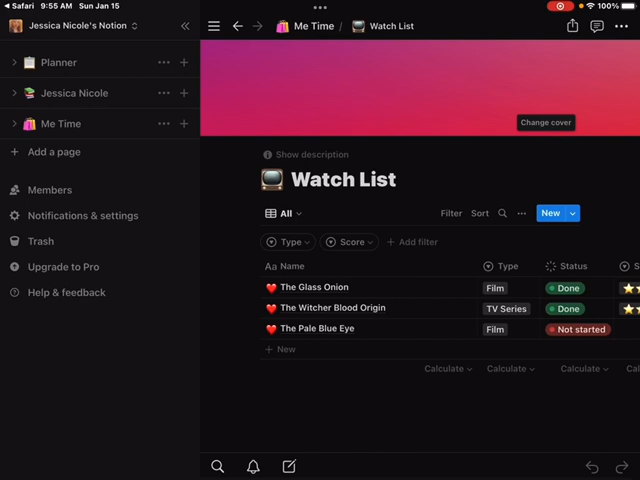 Safari 9:55 AM Sun Jan 15 100%
Jessica Nicole's Notion
Planner
Jessica Nicole
Me Time
Add a page
Members
Notifications & settings
Trash
Upgrade to Pro
Help & feedback
Me Time / Watch List
Change cover
Show description
Watch List
All Filter Sort New
Type Score Add filter
Aa Name Type Status S
The Glass Onion Film Done
The Witcher Blood Origin TV Series Done
The Pale Blue Eye Film Not started
New
Calculate Calculate Calculate Cal